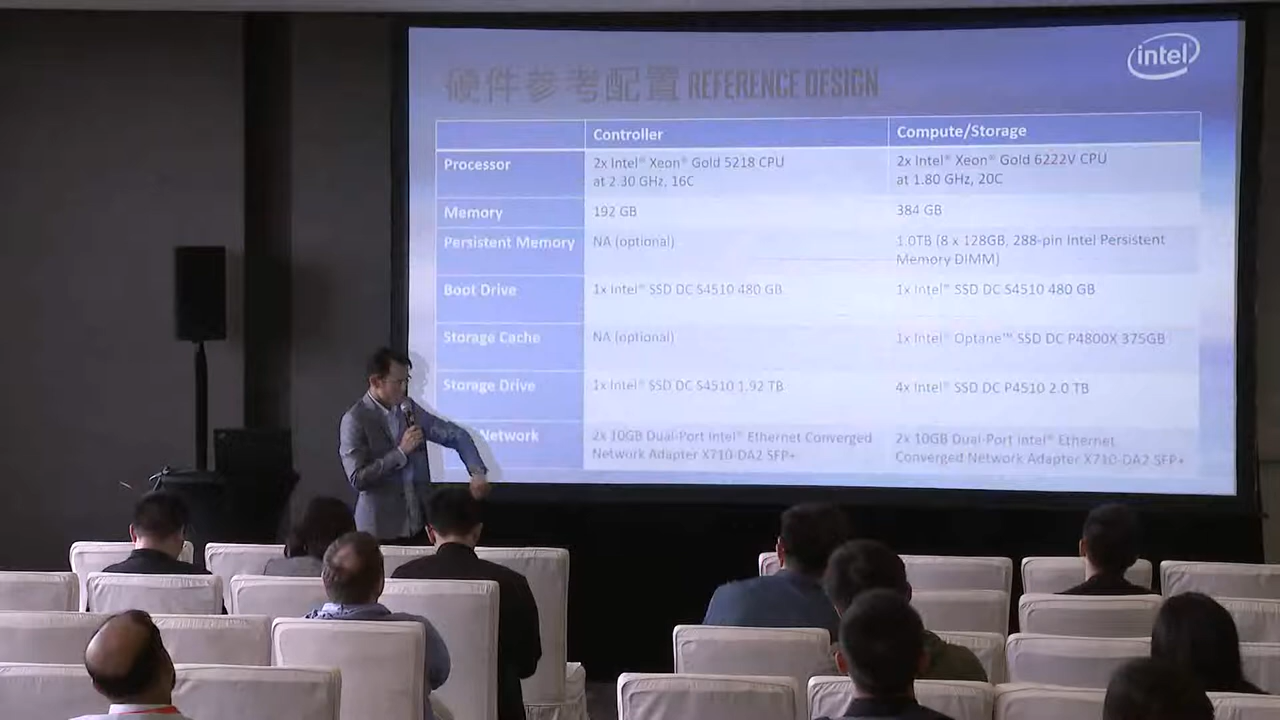 intel
硬件参考配置 REFERENCE DESIGN
Controller
Compute/Storage
Processor
2x Intel® Xeon® Gold 5218 CPU
at 2.30 GHz, 16C
2x Intel® Xeon® Gold 6222V CPU
at 1.80 GHz, 20C
Memory
192 GB
384 GB
Persistent Memory
NA (optional)
1.0TB (8 x 128GB, 288-pin Intel Persistent
Memory DIMM)
Boot Drive
1x Intel® SSD DC S4510 480 GB
1x Intel® SSD DC S4510 480 GB
Storage Cache
NA (optional)
1x Intel® Optane™ SSD DC P4800X 375GB
Storage Drive
1x Intel® SSD DC S4510 1.92 TB
4x Intel® SSD DC P4510 2.0 TB
Network
2x 10GB Dual-Port Intel® Ethernet Converged
Network Adapter X710-DA2 SFP+
2x 10GB Dual-Port Intel® Ethernet
Converged Network Adapter X710-DA2 SFP+